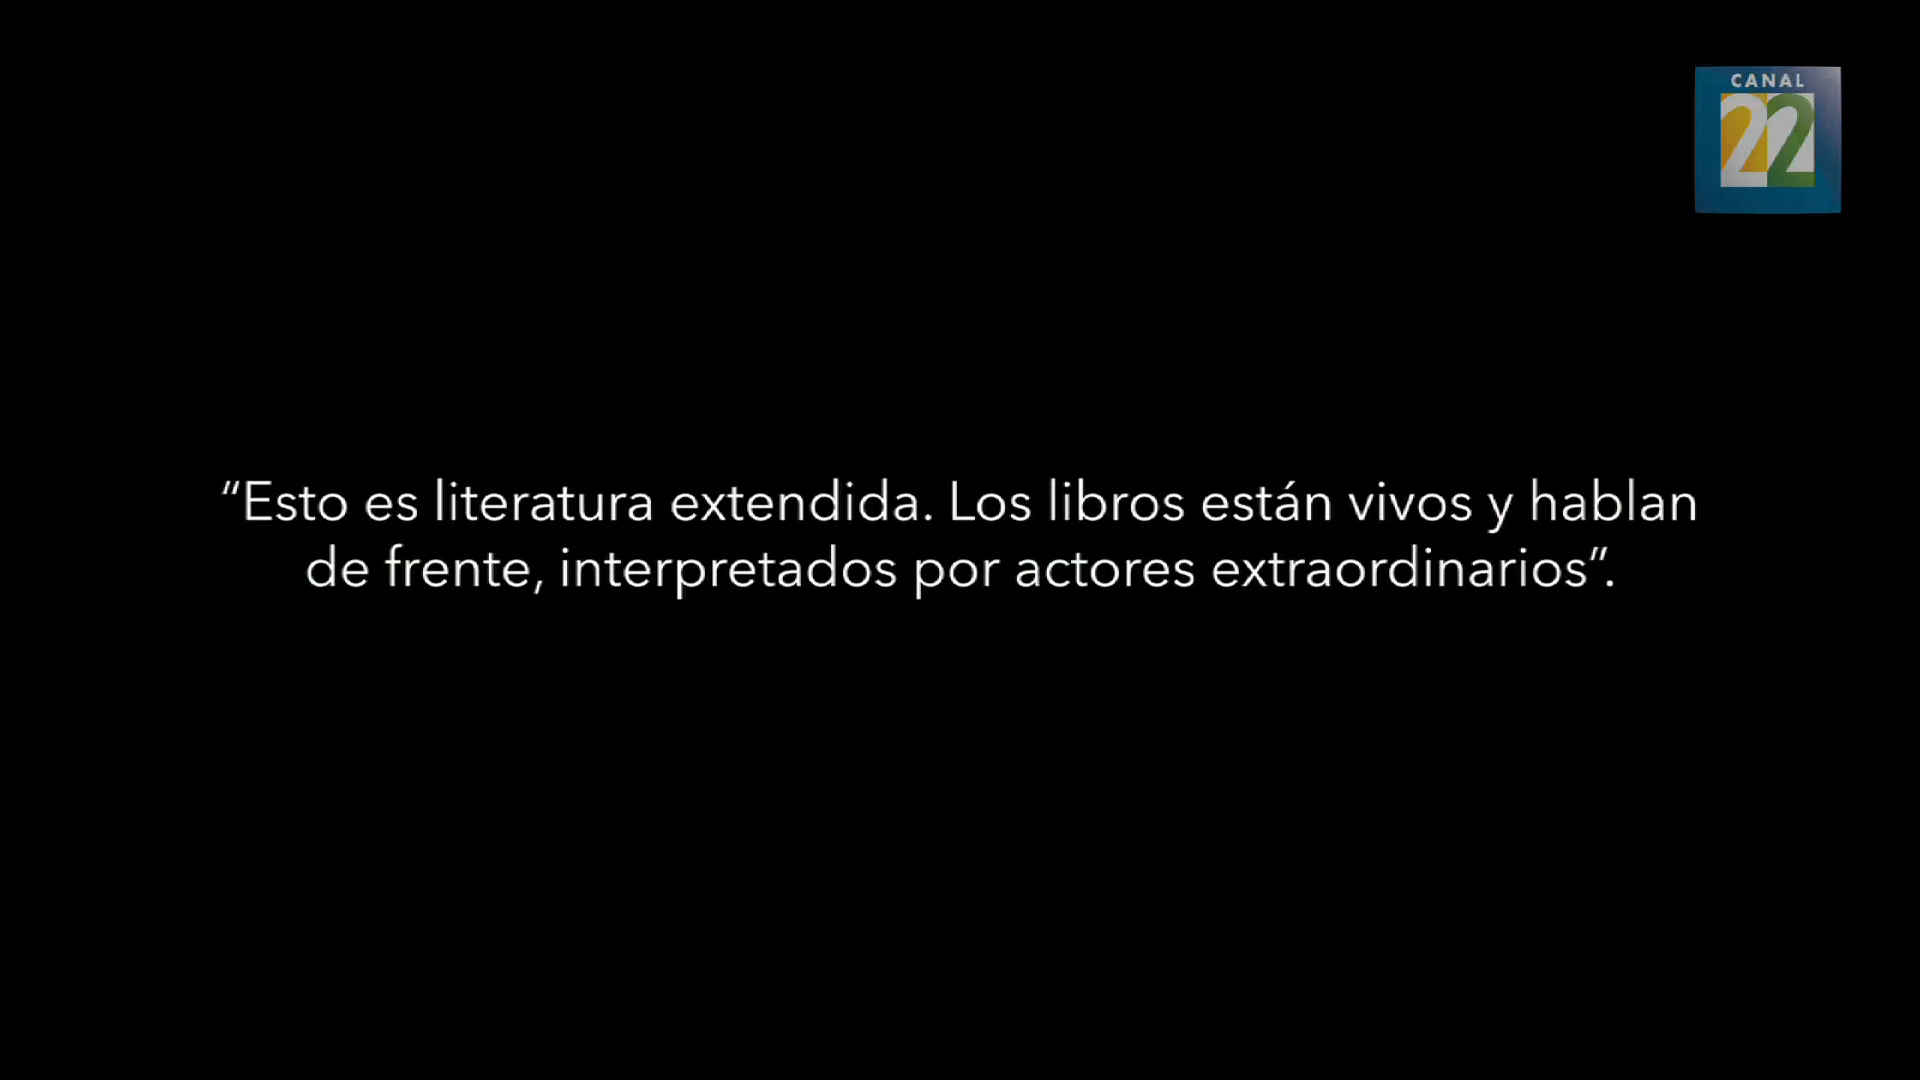 CANAL
22
“Esto es literatura extendida. Los libros están vivos y hablan
de frente, interpretados por actores extraordinarios”.